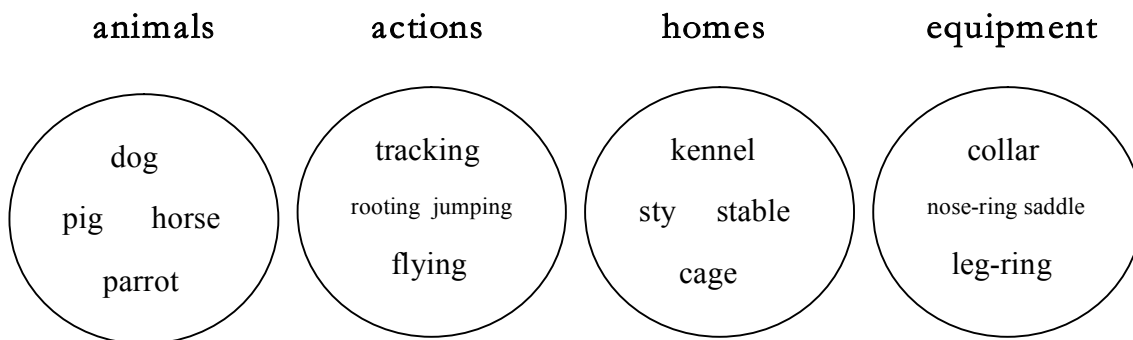 animals actions homes equipment
dog
pig horse
parrot
tracking
rooting jumping
flying
kennel
sty stable
cage
collar
nose-ring saddle
leg-ring